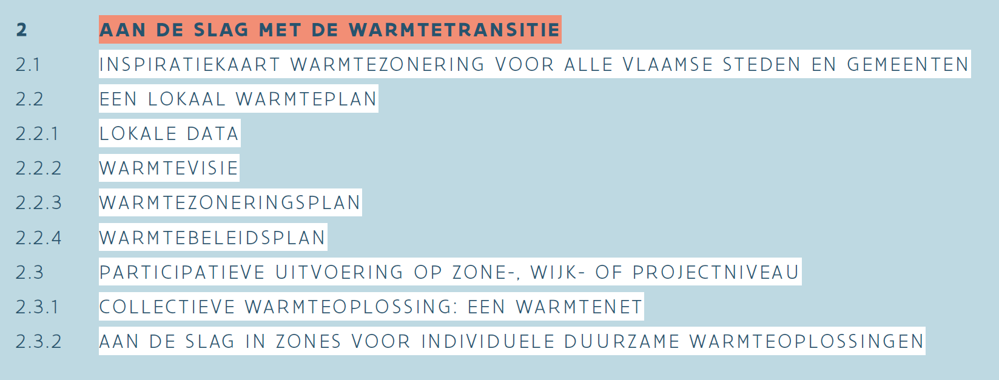 2 AAN DE SLAG MET DE WARMTETRANSITIE
2.1 INSPIRATIEKAART WARMTEZONERING VOOR ALLE VLAAMSE STEDEN EN GEMEENTEN
2.2 EEN LOKAAL WARMTEPLAN
2.2.1 LOKALE DATA
2.2.2 WARMTEVISIE
2.2.3 WARMTEZONERINGSPLAN
2.2.4 WARMTEBELEIDSPLAN
2.3 PARTICIPATIEVE UITVOERING OP ZONE-, WIJK- OF PROJECTNIVEAU
2.3.1 COLLECTIEVE WARMTEOPLOSSING: EEN WARMTENET
2.3.2 AAN DE SLAG IN ZONES VOOR INDIVIDUELE DUURZAME WARMTEOPLOSSINGEN